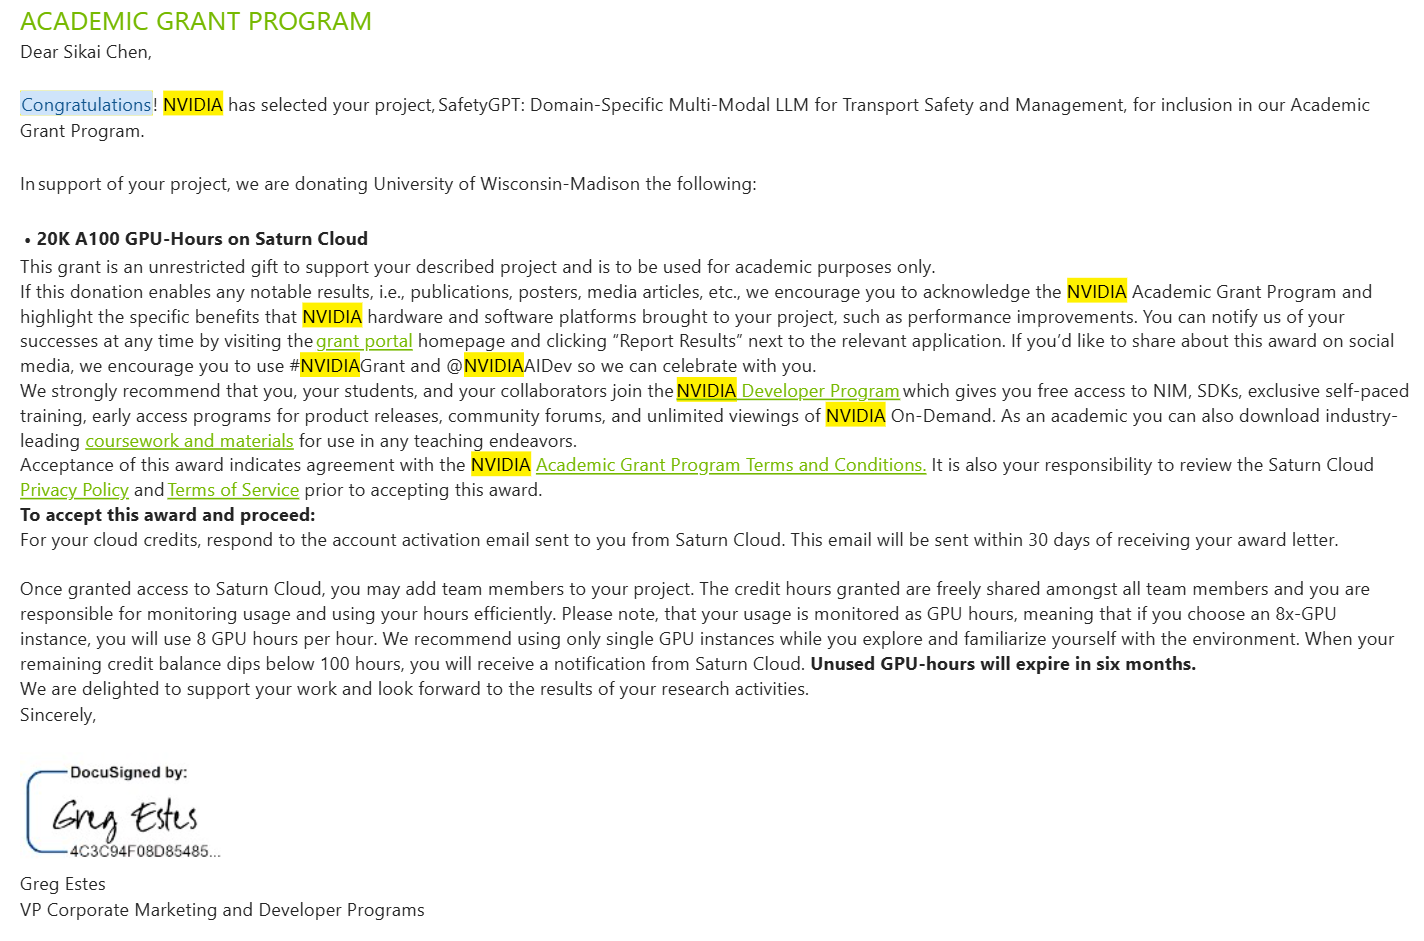 ACADEMIC GRANT PROGRAM
Dear Sikai Chen,
Congratulations! NVIDIA has selected your project, SafetyGPT: Domain-Specific Multi-Modal LLM for Transport Safety and Management, for inclusion in our Academic
Grant Program.
In support of your project, we are donating University of Wisconsin-Madison the following:
• 20K A100 GPU-Hours on Saturn Cloud
This grant is an unrestricted gift to support your described project and is to be used for academic purposes only.
If this donation enables any notable results, i.e., publications, posters, media articles, etc., we encourage you to acknowledge the NVIDIA Academic Grant Program and
highlight the specific benefits that NVIDIA hardware and software platforms brought to your project, such as performance improvements. You can notify us of your
successes at any time by visiting the grant portal homepage and clicking “Report Results” next to the relevant application. If you’d like to share about this award on social
media, we encourage you to use #NVIDIAGrant and @NVIDIAAIDev so we can celebrate with you.
We strongly recommend that you, your students, and your collaborators join the NVIDIA Developer Program which gives you free access to NIM, SDKs, exclusive self-paced
training, early access programs for product releases, community forums, and unlimited viewings of NVIDIA On-Demand. As an academic you can also download industry-
leading coursework and materials for use in any teaching endeavors.
Acceptance of this award indicates agreement with the NVIDIA Academic Grant Program Terms and Conditions. It is also your responsibility to review the Saturn Cloud
Privacy Policy and Terms of Service prior to accepting this award.
To accept this award and proceed:
For your cloud credits, respond to the account activation email sent to you from Saturn Cloud. This email will be sent within 30 days of receiving your award letter.
Once granted access to Saturn Cloud, you may add team members to your project. The credit hours granted are freely shared amongst all team members and you are
responsible for monitoring usage and using your hours efficiently. Please note, that your usage is monitored as GPU hours, meaning that if you choose an 8x-GPU
instance, you will use 8 GPU hours per hour. We recommend using only single GPU instances while you explore and familiarize yourself with the environment. When your
remaining credit balance dips below 100 hours, you will receive a notification from Saturn Cloud. Unused GPU-hours will expire in six months.
We are delighted to support your work and look forward to the results of your research activities.
Sincerely,
DocuSigned by:
Greg Estes
4C3C94F08D85485...
Greg Estes
VP Corporate Marketing and Developer Programs